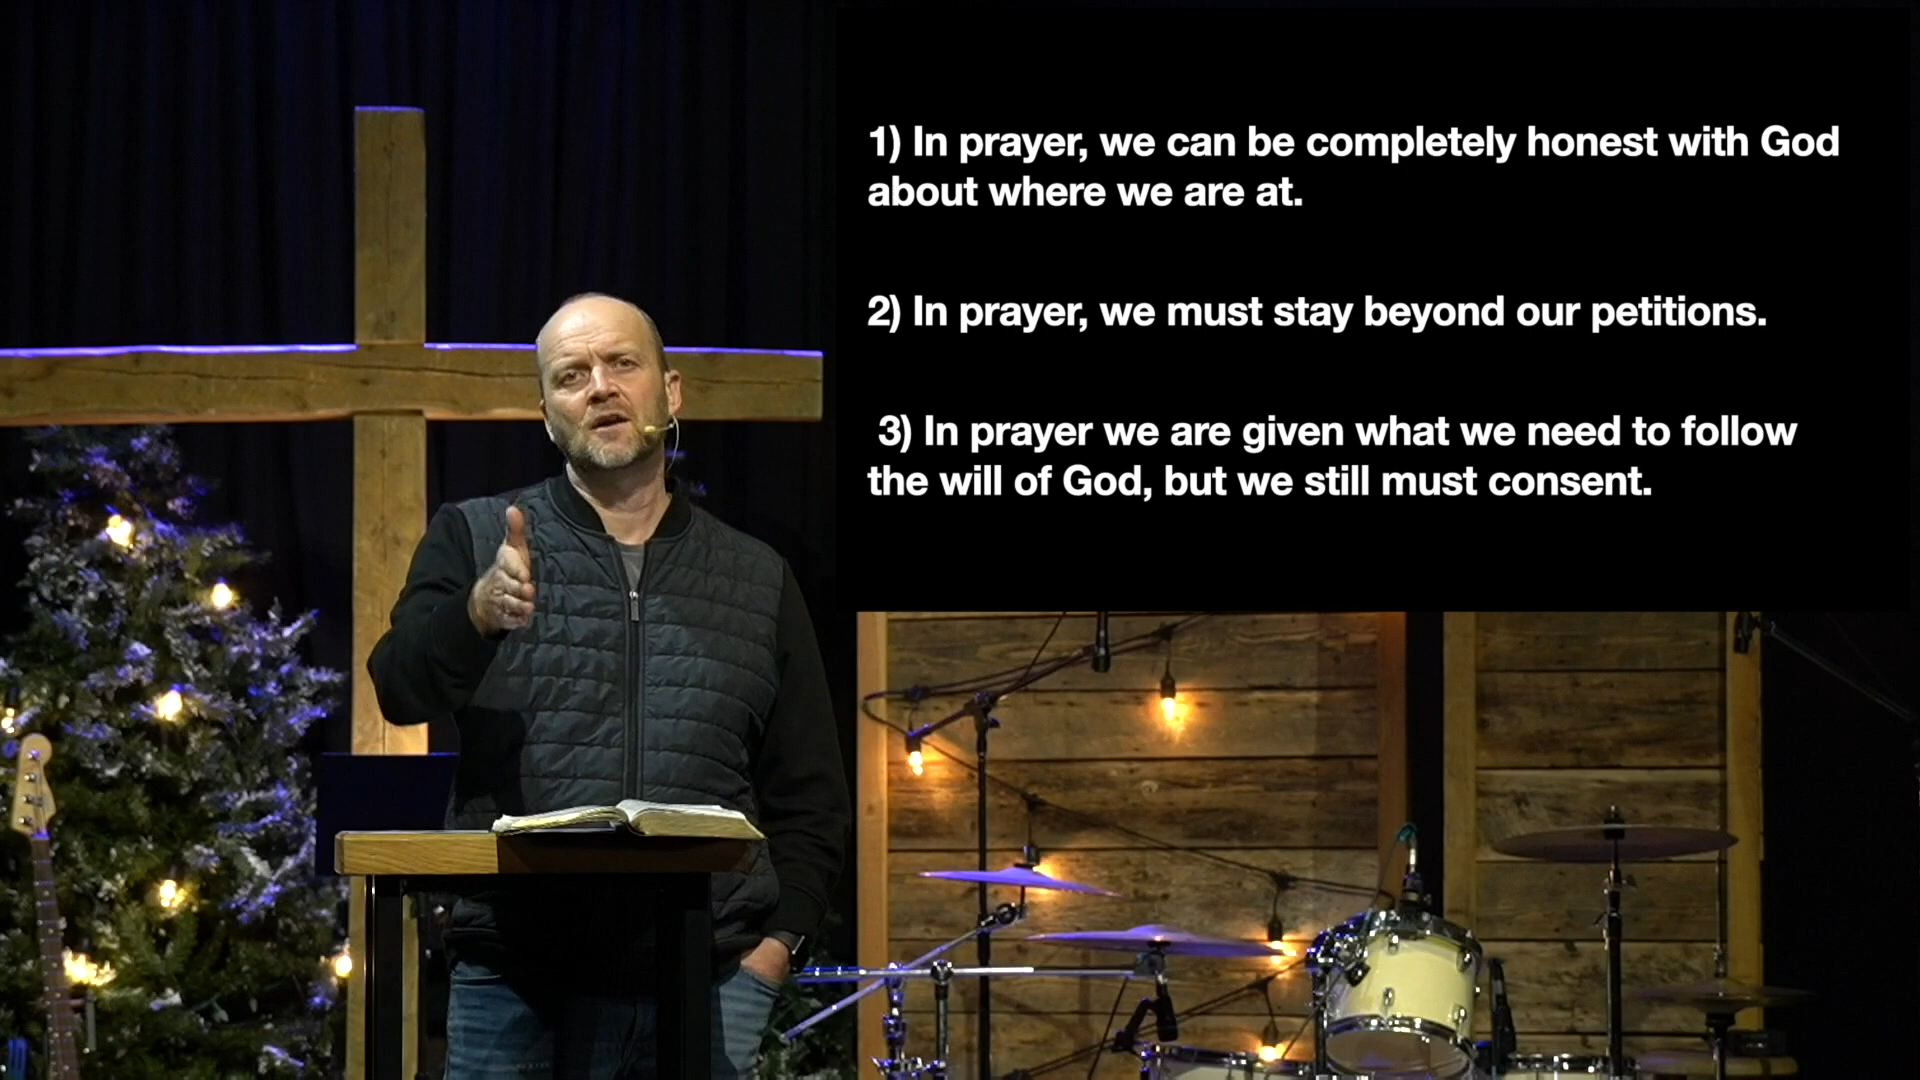 1) In prayer, we can be completely honest with God
about where we are at.
2) In prayer, we must stay beyond our petitions.
3) In prayer we are given what we need to follow
the will of God, but we still must consent.